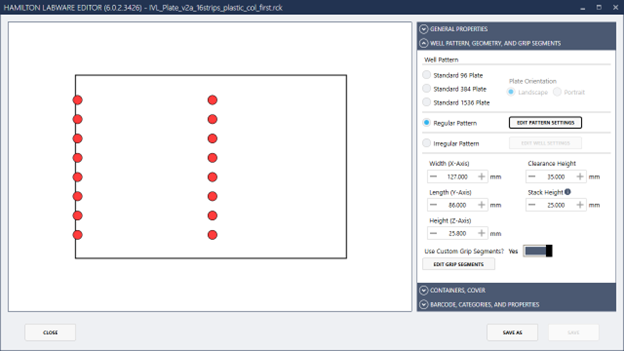 HAMILTON LABWARE EDITOR (6.0.2.3426) – IVL_Plate_v2a_16strips_plastic_col_first.rck
GENERAL PROPERTIES
WELL PATTERN, GEOMETRY, AND GRIP SEGMENTS
Well Pattern
Standard 96 Plate
Standard 384 Plate
Standard 1536 Plate
Plate Orientation
Landscape Portrait
Regular Pattern EDIT PATTERN SETTINGS
Irregular Pattern EDIT WELL SETTINGS
Width (X-Axis) Clearance Height
127.000 mm 35.000 mm
Length (Y-Axis) Stack Height
86.000 mm 25.000 mm
Height (Z-Axis)
25.800 mm
Use Custom Grip Segments? Yes
EDIT GRIP SEGMENTS
CONTAINERS, COVER
BARCODE, CATEGORIES, AND PROPERTIES
CLOSE SAVE AS SAVE